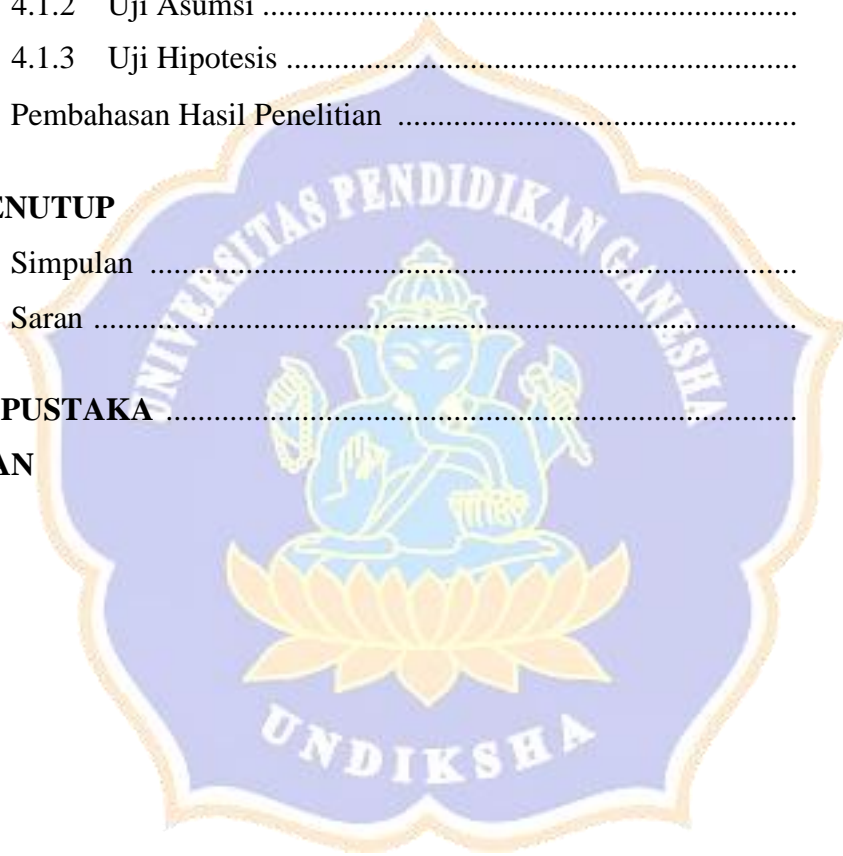 4.1.2 Uji Asumsi ..................................................................
4.1.3 Uji Hipotesis ...............................................................
Pembahasan Hasil Penelitian .................................................
ENUTUP
Simpulan .................................................................................
Saran ........................................................................................
PUSTAKA ...............................................................................
AN
UNIVERSITAS PENDIDIKAN GANESHA
UNDIKSHA